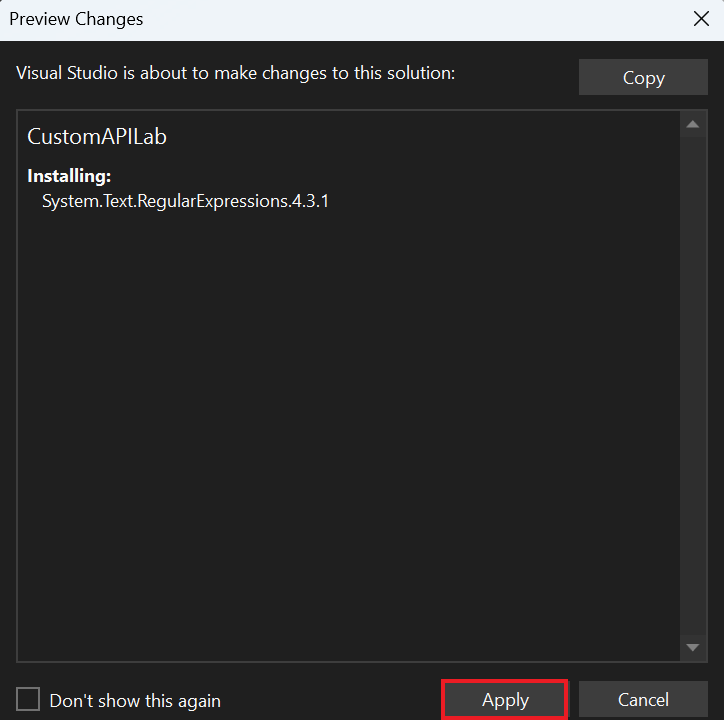 Preview Changes
Visual Studio is about to make changes to this solution:
Copy
CustomAPILab
Installing:
System.Text.RegularExpressions.4.3.1
Don't show this again
Apply
Cancel